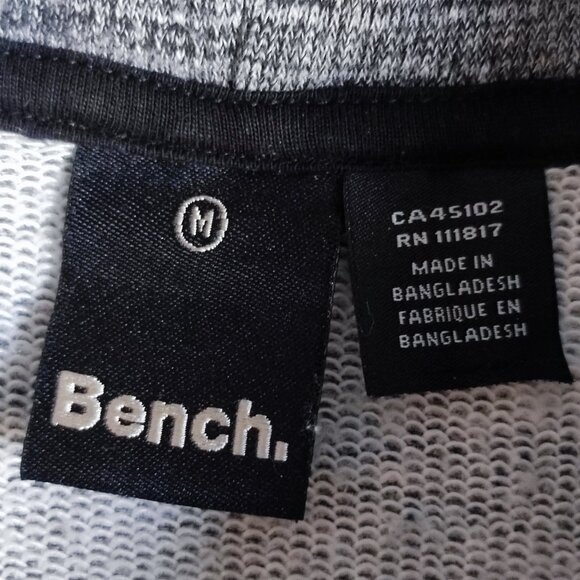 M
Bench.
CA45102
RN 111817
MADE IN
BANGLADESH
FABRIQUE EN
BANGLADESH